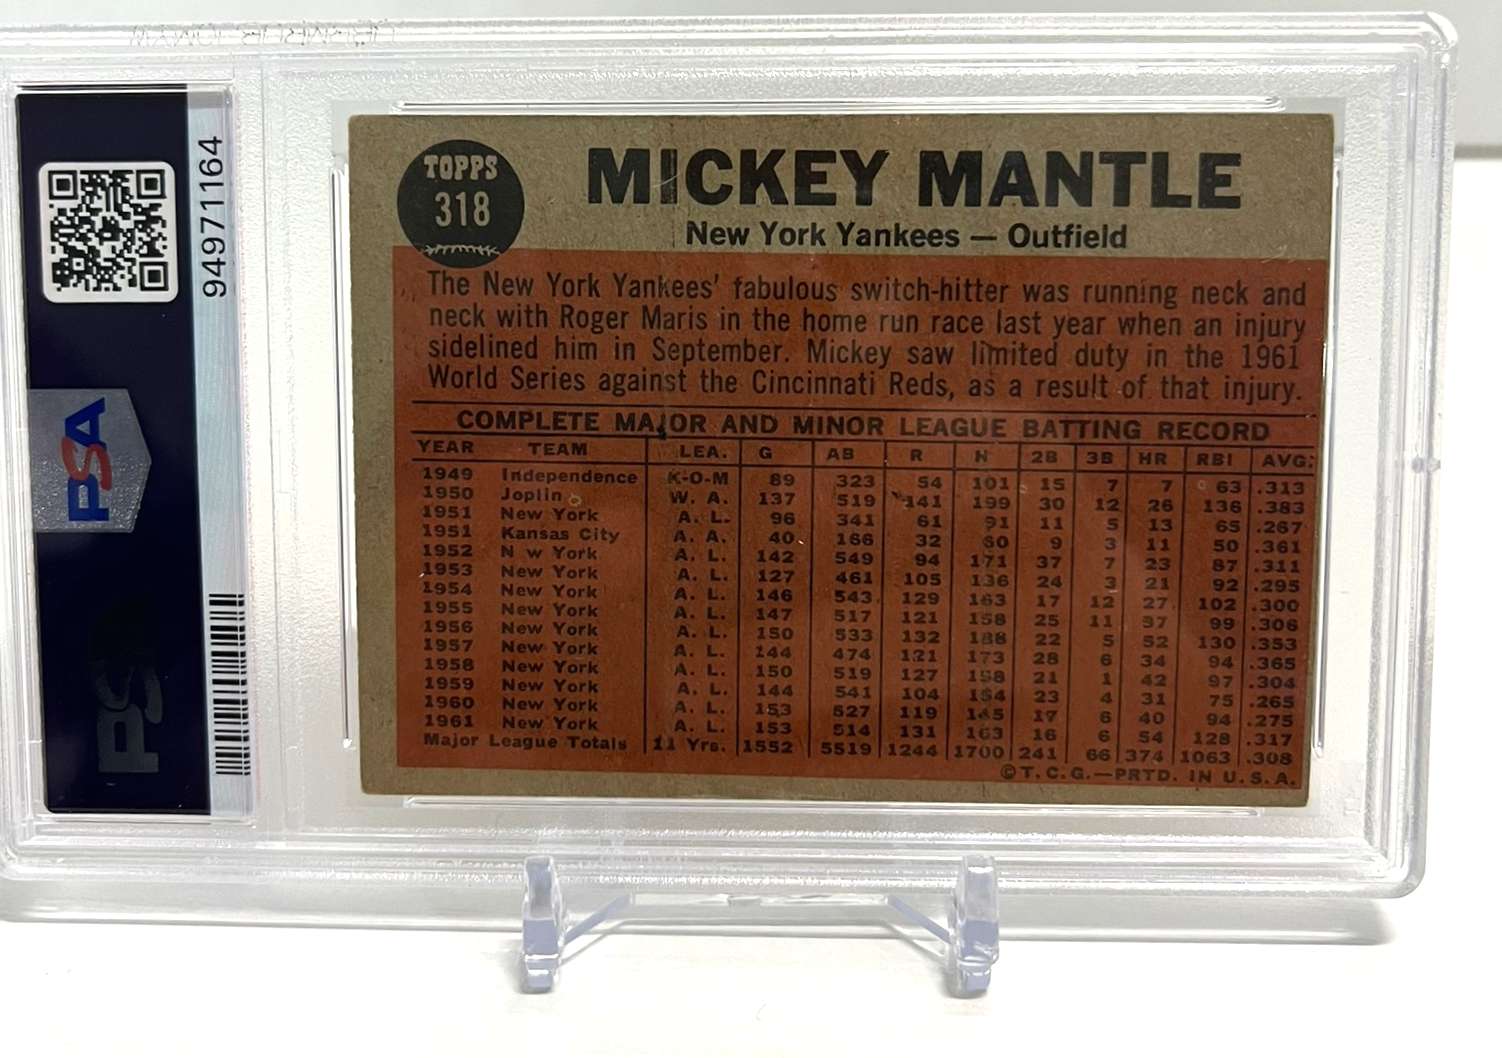 94971164
PSA
PSA
TOPPS
318
MICKEY MANTLE
New York Yankees — Outfield
The New York Yankees' fabulous switch-hitter was running neck and
neck with Roger Maris in the home run race last year when an injury
sidelined him in September. Mickey saw limited duty in the 1961
World Series against the Cincinnati Reds, as a result of that injury.
COMPLETE MAJOR AND MINOR LEAGUE BATTING RECORD
YEAR TEAM LEA. G AB R H 2B 3B HR RBI AVG.
1949 Independence K-O-M 89 323 54 101 15 7 7 63 .313
1950 Joplin W. A. 137 519 141 199 30 12 26 136 .383
1951 New York A. L. 96 341 61 91 11 5 13 65 .267
1951 Kansas City A. A. 40 166 32 60 9 3 11 50 .361
1952 N w York A. L. 142 549 94 171 37 7 23 87 .311
1953 New York A. L. 127 461 105 136 24 3 21 92 .295
1954 New York A. L. 146 543 129 163 17 12 27 102 .300
1955 New York A. L. 147 517 121 158 25 11 37 99 .306
1956 New York A. L. 150 533 132 188 22 5 52 130 .353
1957 New York A. L. 144 474 121 173 28 6 34 94 .365
1958 New York A. L. 150 519 127 158 21 1 42 97 .304
1959 New York A. L. 144 541 104 154 23 4 31 75 .265
1960 New York A. L. 153 527 119 145 17 6 40 94 .275
1961 New York A. L. 153 514 131 163 16 6 54 128 .317
Major League Totals 11 Yrs. 1552 5519 1244 1700 241 66 374 1063 .308
©T.C.G.—PRTD. IN U.S.A.